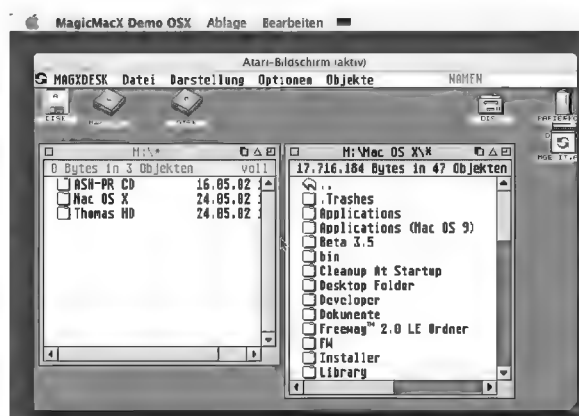 MagicMacX Demo OSX Ablage Bearbeiten
Atari-Bildschirm (aktiv)
MAGXDESK Datei Darstellung Optionen Objekte NAMEN
DISK
M:\*
0 Bytes in 3 Objekten voll
ASH-PR CD 16.05.02
Mac OS X 24.05.02
Thomas HD 24.05.02
M:\Mac OS X\*
17.716.184 Bytes in 47 Objekten
..
.Trashes
Applications
Applications (Mac OS 9)
Beta 3.5
bin
Cleanup At Startup
Desktop Folder
Developer
Dokumente
Freeway™ 2.0 LE Ordner
FW
Installer
Library